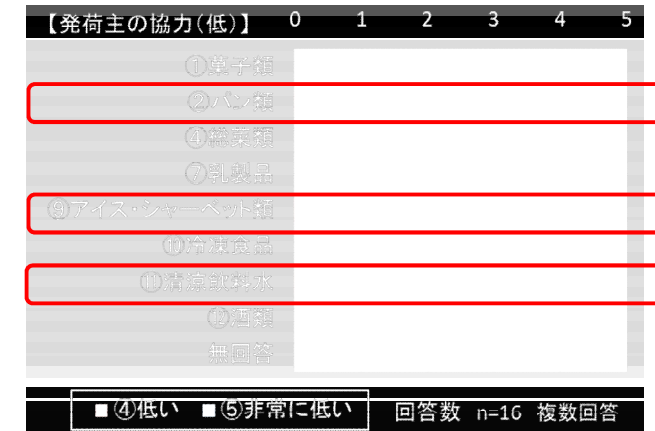 【発荷主の協力(低)】 0 1 2 3 4 5
①菓子類
②パン類
④総菜類
⑦乳製品
⑨アイス・シャーベット類
⑩冷凍食品
⑪清涼飲料水
⑫酒類
無回答
■④低い ■⑤非常に低い 回答数 n=16 複数回答